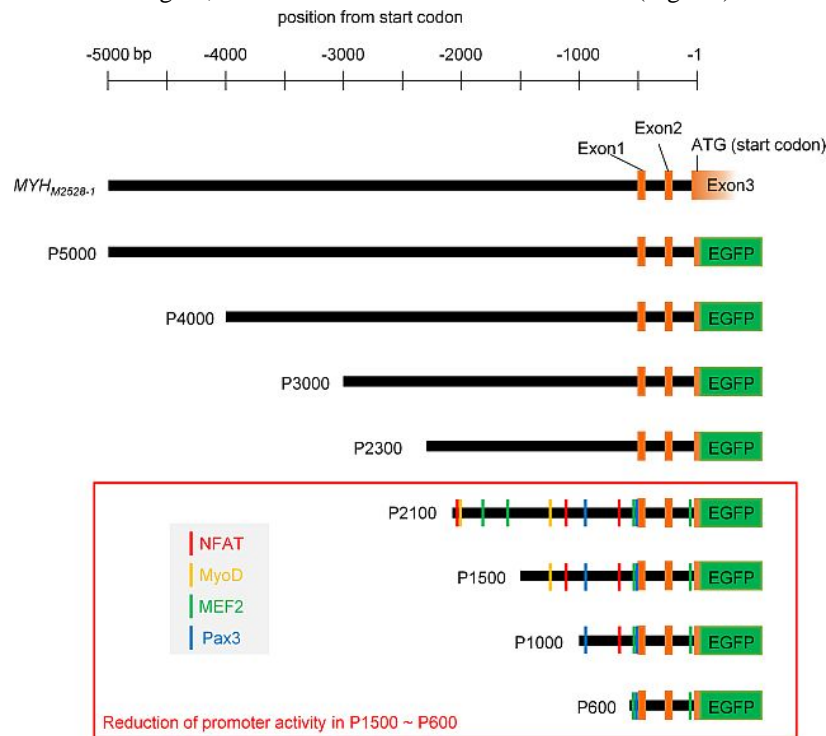 position from start codon
-5000 bp -4000 -3000 -2000 -1000 -1
Exon2
Exon1 ATG (start codon)
MYH_M2528-1 Exon3
P5000 EGFP
P4000 EGFP
P3000 EGFP
P2300 EGFP
P2100 EGFP
NFAT
MyoD
MEF2
Pax3
P1500 EGFP
P1000 EGFP
P600 EGFP
Reduction of promoter activity in P1500 ~ P600